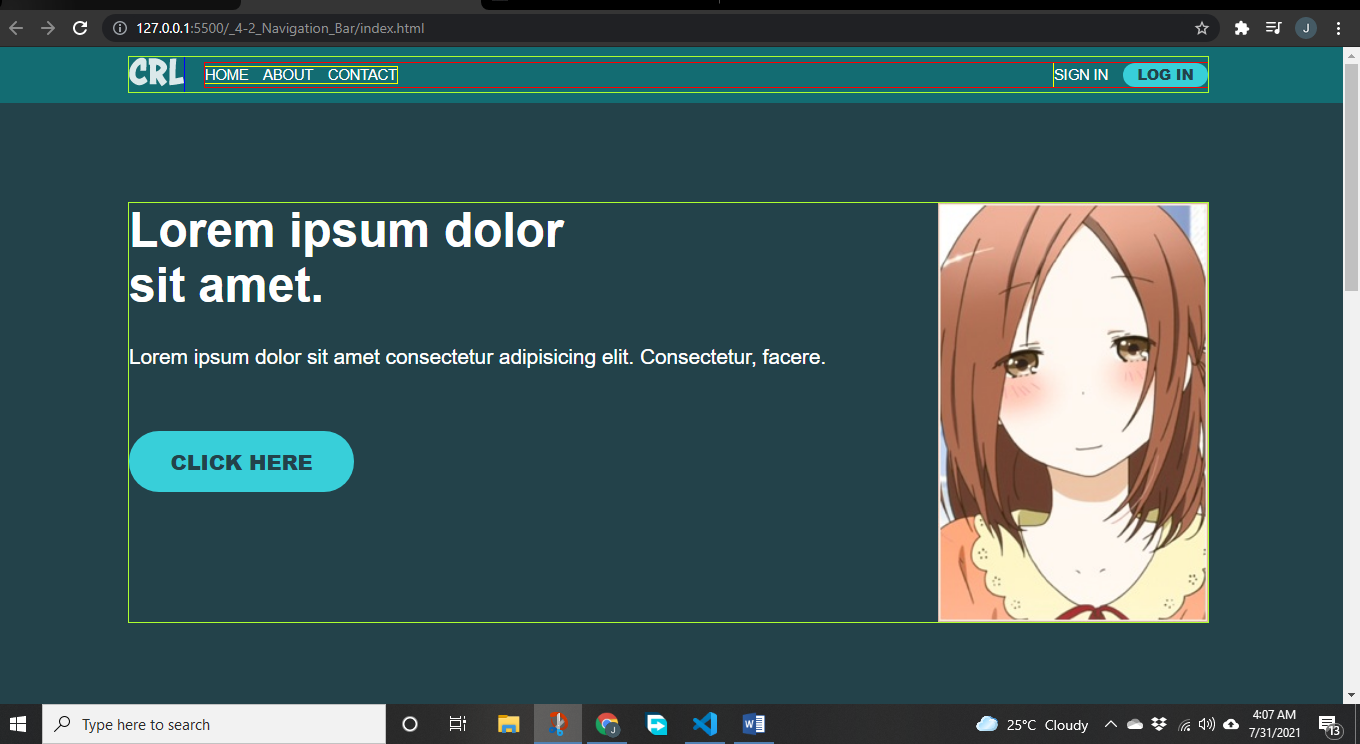 127.0.0.1:5500/_4-2_Navigation_Bar/index.html
J
CRL HOME ABOUT CONTACT SIGN IN LOG IN
Lorem ipsum dolor
sit amet.
Lorem ipsum dolor sit amet consectetur adipisicing elit. Consectetur, facere.
CLICK HERE
Type here to search
25°C Cloudy
4:07 AM
7/31/2021
13